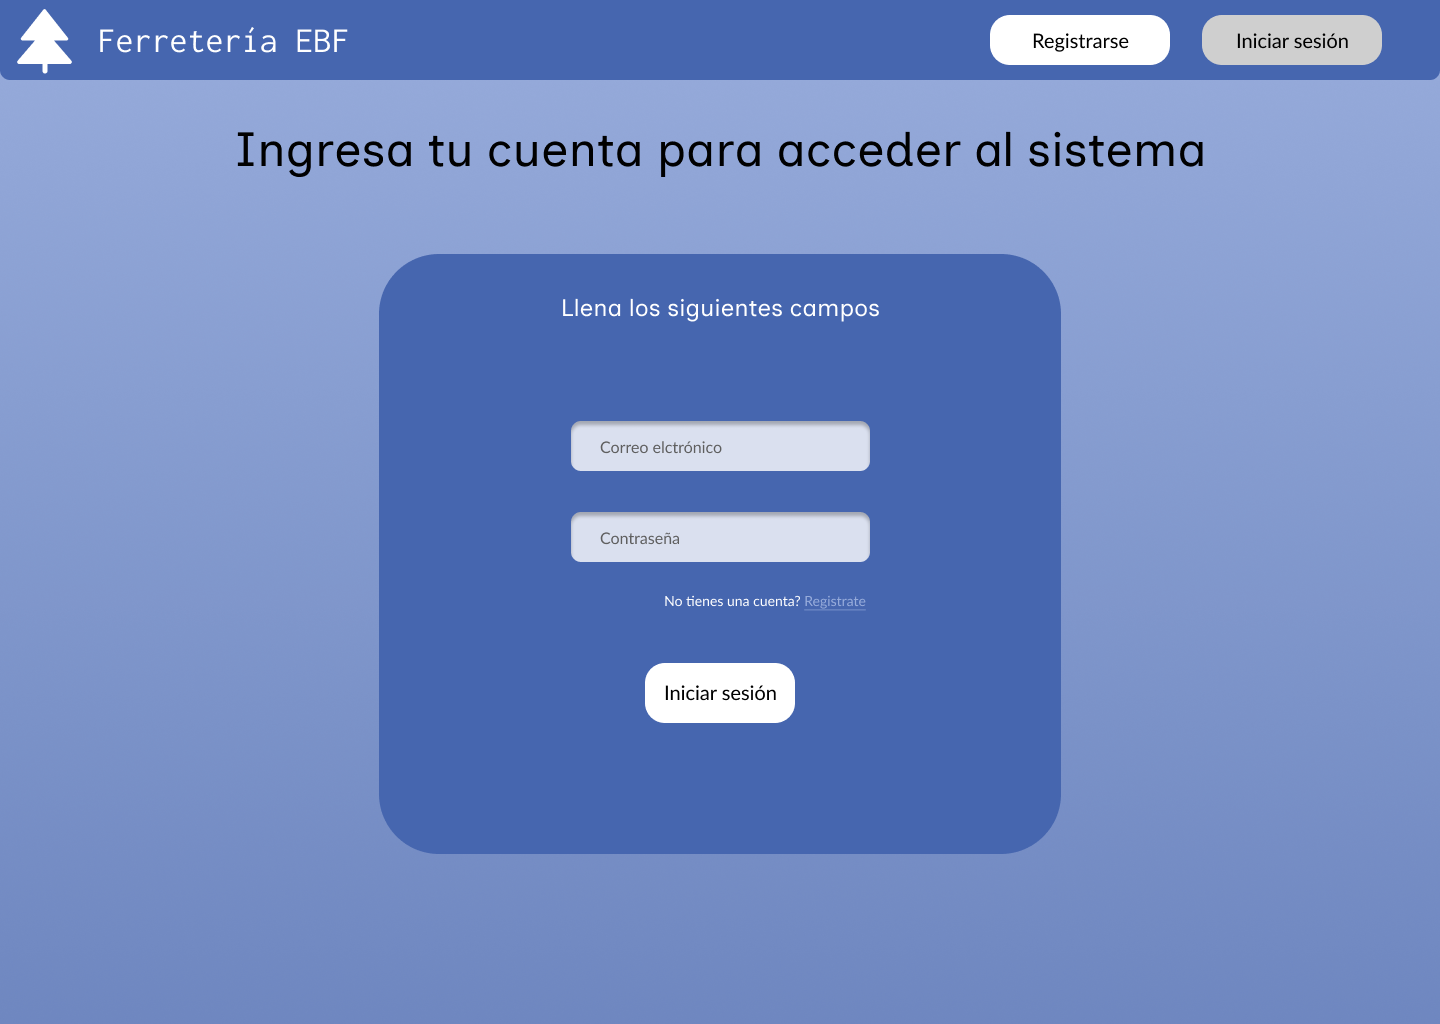 Ferretería EBF
Registrarse
Iniciar sesión
Ingresa tu cuenta para acceder al sistema
Llena los siguientes campos
Correo elctrónico
Contraseña
No tienes una cuenta? Registrate
Iniciar sesión